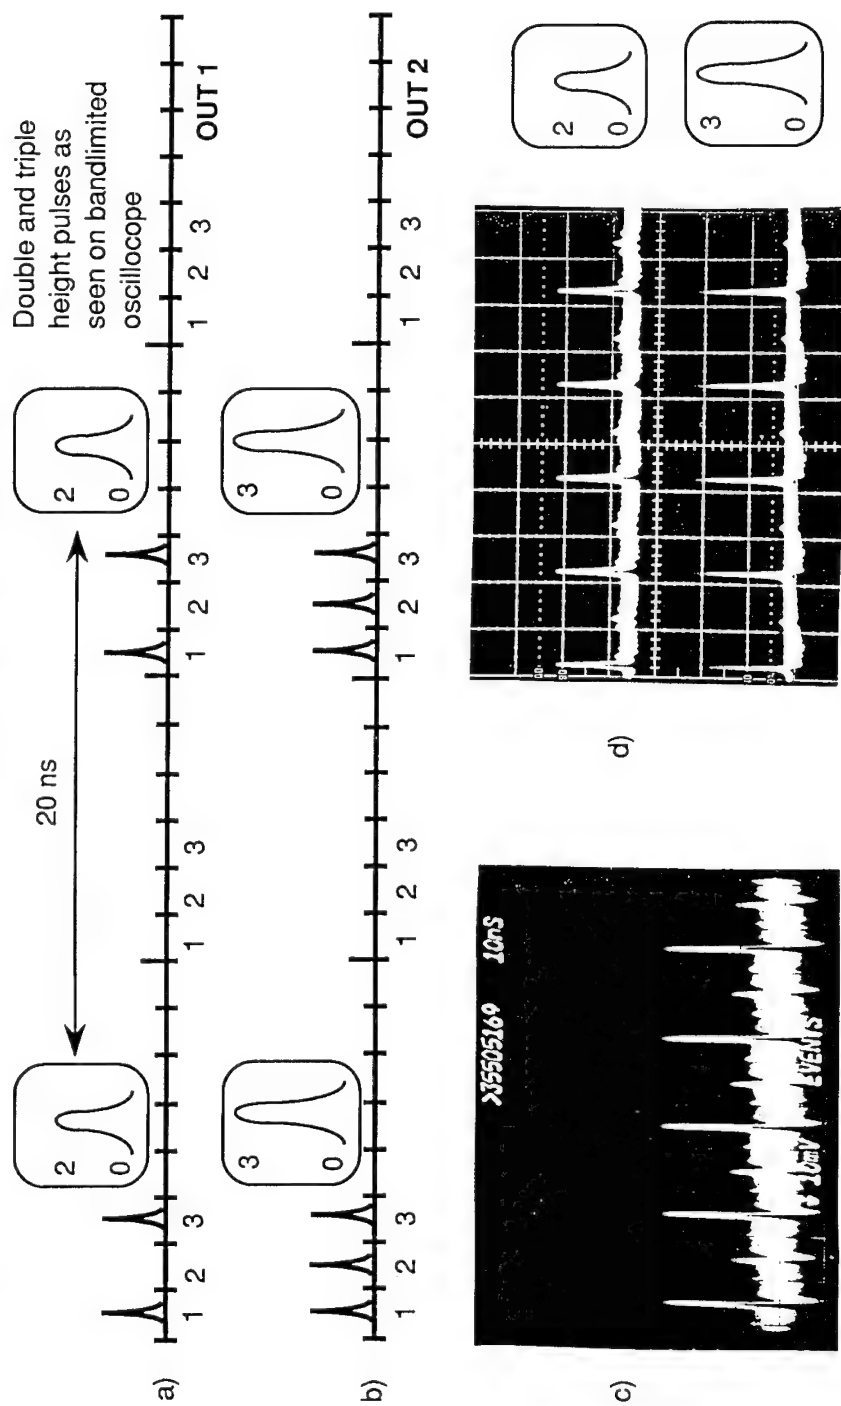 20 ns
Double and triple
height pulses as
seen on bandlimited
oscillocope
2
0
2
0
a)
1 2 3 1 2 3 1 2 3 1 2 3
OUT 1
3
0
3
0
b)
1 2 3 1 2 3 1 2 3 1 2 3
OUT 2
c)
>35505169 10nS
10mV EVENTS
d)
2
0
3
0